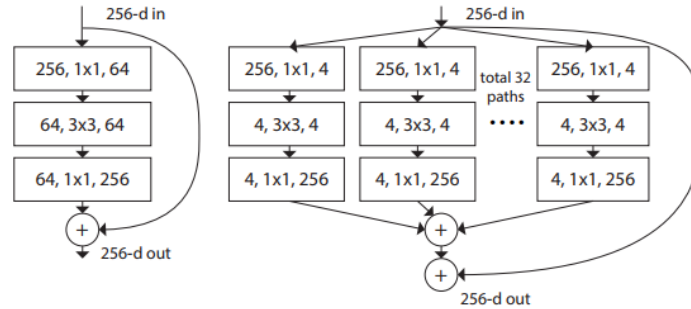 256-d in
256, 1x1, 64
64, 3x3, 64
64, 1x1, 256
+
256-d out
256-d in
256, 1x1, 4
256, 1x1, 4
total 32
paths
....
256, 1x1, 4
4, 3x3, 4
4, 3x3, 4
4, 3x3, 4
4, 1x1, 256
4, 1x1, 256
4, 1x1, 256
+
+
256-d out